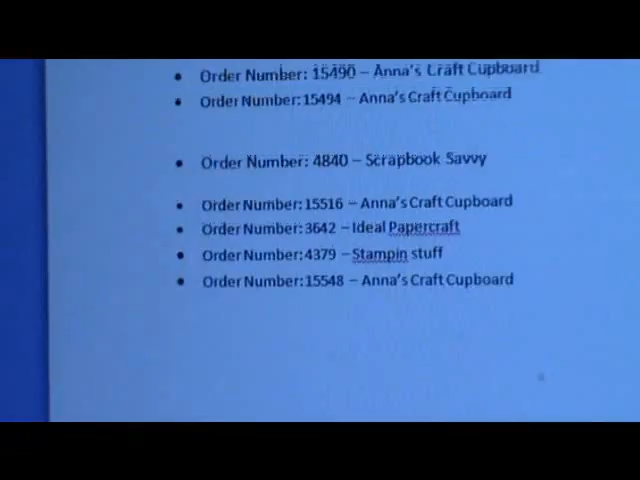 • Order Number: 15490 – Anna's Craft Cupboard
• Order Number: 15494 – Anna's Craft Cupboard
• Order Number: 4840 – Scrapbook Savvy
• Order Number: 15516 – Anna's Craft Cupboard
• Order Number: 3642 – Ideal Papercraft
• Order Number: 4379 – Stampin stuff
• Order Number: 15548 – Anna's Craft Cupboard